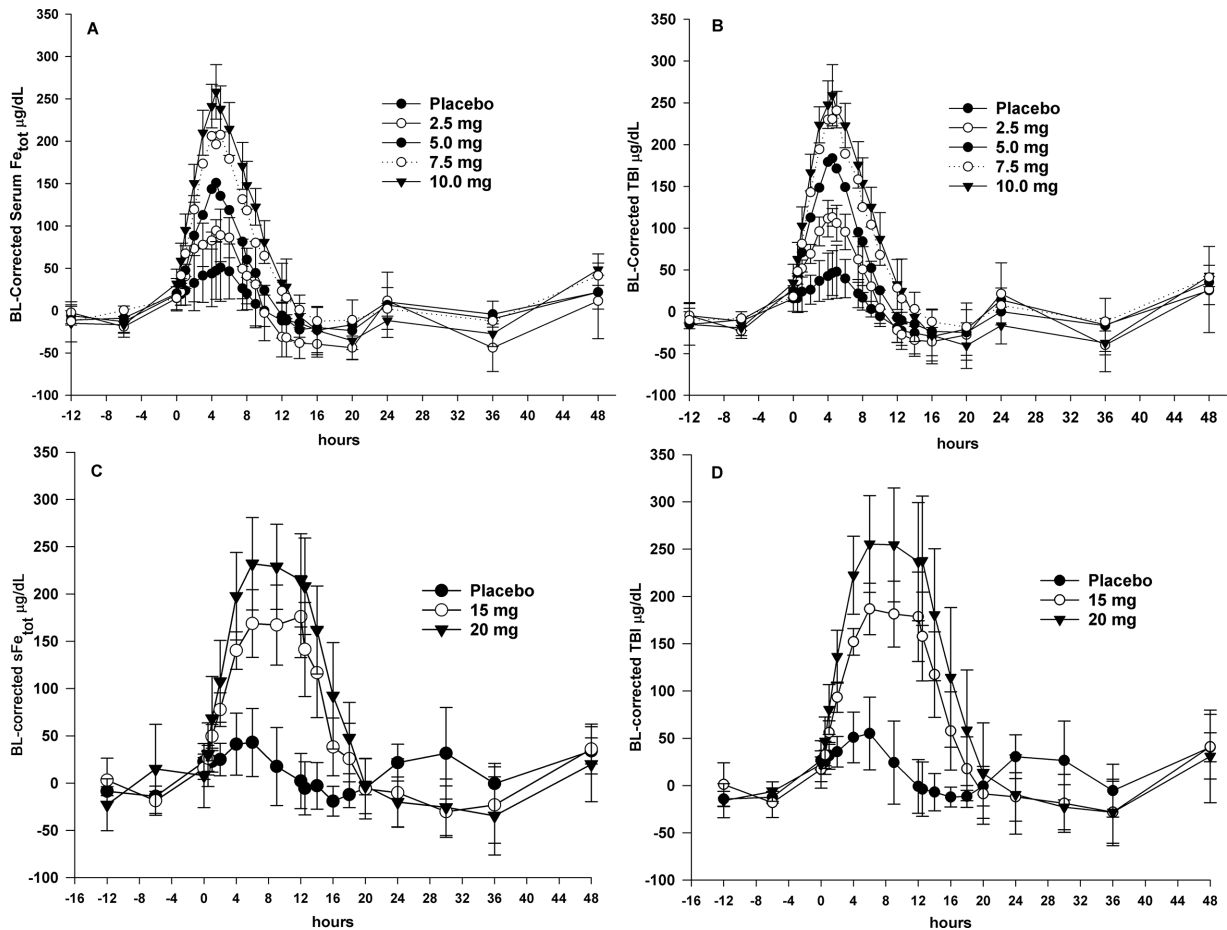 A
BL-Corrected Serum Fe_tot µg/dL
350
300
250
200
150
100
50
0
-50
-100
Placebo
2.5 mg
5.0 mg
7.5 mg
10.0 mg
-12 -8 -4 0 4 8 12 16 20 24 28 32 36 40 44 48
hours
B
BL-Corrected TBI µg/dL
350
300
250
200
150
100
50
0
-50
-100
Placebo
2.5 mg
5.0 mg
7.5 mg
10.0 mg
-12 -8 -4 0 4 8 12 16 20 24 28 32 36 40 44 48
hours
C
BL-corrected sFe_tot µg/dL
350
300
250
200
150
100
50
0
-50
-100
Placebo
15 mg
20 mg
-16 -12 -8 -4 0 4 8 12 16 20 24 28 32 36 40 44 48
hours
D
BL-corrected TBI µg/dL
350
300
250
200
150
100
50
0
-50
-100
Placebo
15 mg
20 mg
-16 -12 -8 -4 0 4 8 12 16 20 24 28 32 36 40 44 48
hours